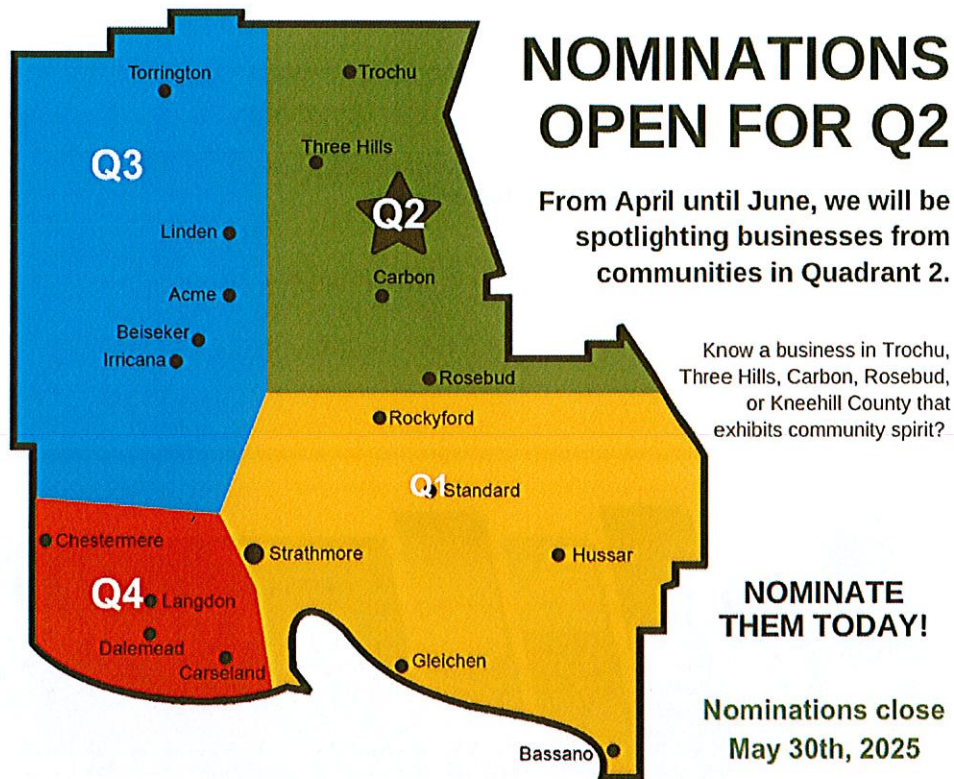 NOMINATIONS
OPEN FOR Q2
From April until June, we will be
spotlighting businesses from
communities in Quadrant 2.
Know a business in Trochu,
Three Hills, Carbon, Rosebud,
or Kneehill County that
exhibits community spirit?
NOMINATE
THEM TODAY!
Nominations close
May 30th, 2025
Torrington
Trochu
Three Hills
Q3
Q2
Linden
Carbon
Acme
Beiseker
Irricana
Rosebud
Rockyford
Q1
Standard
Chestermere
Strathmore
Hussar
Q4
Langdon
Dalemead
Carseland
Gleichen
Bassano